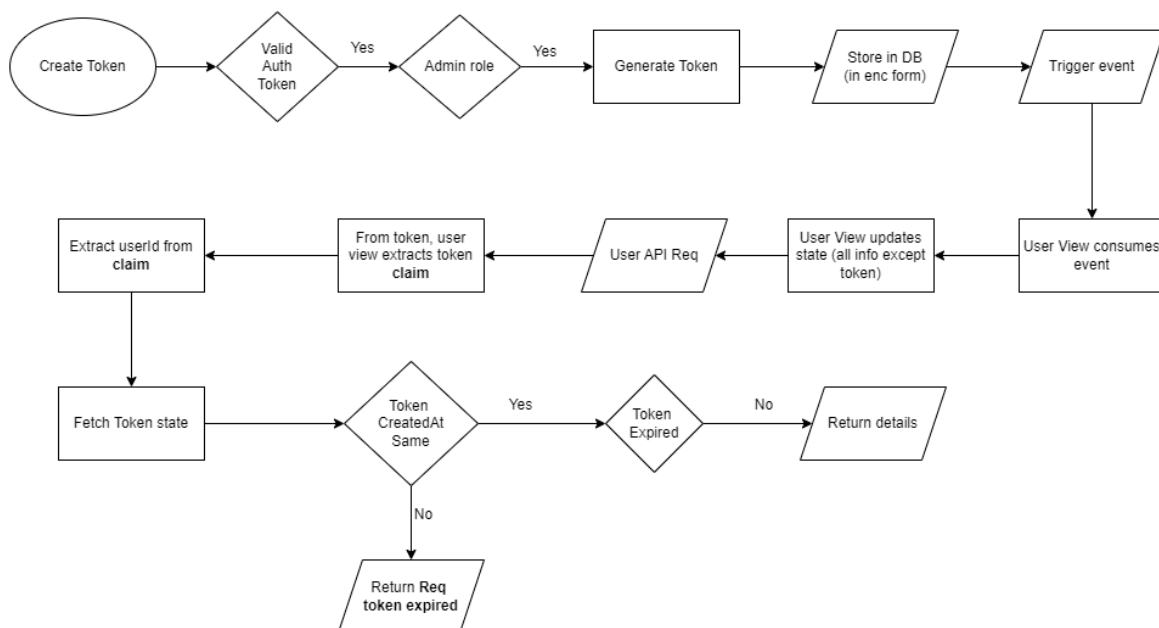 Create Token
Valid
Auth
Token
Yes
Admin role
Yes
Generate Token
Store in DB
(in enc form)
Trigger event
Extract userId from
claim
From token, user
view extracts token
claim
User API Req
User View updates
state (all info except
token)
User View consumes
event
Fetch Token state
Token
CreatedAt
Same
Yes
Token
Expired
No
Return details
No
Return Req
token expired